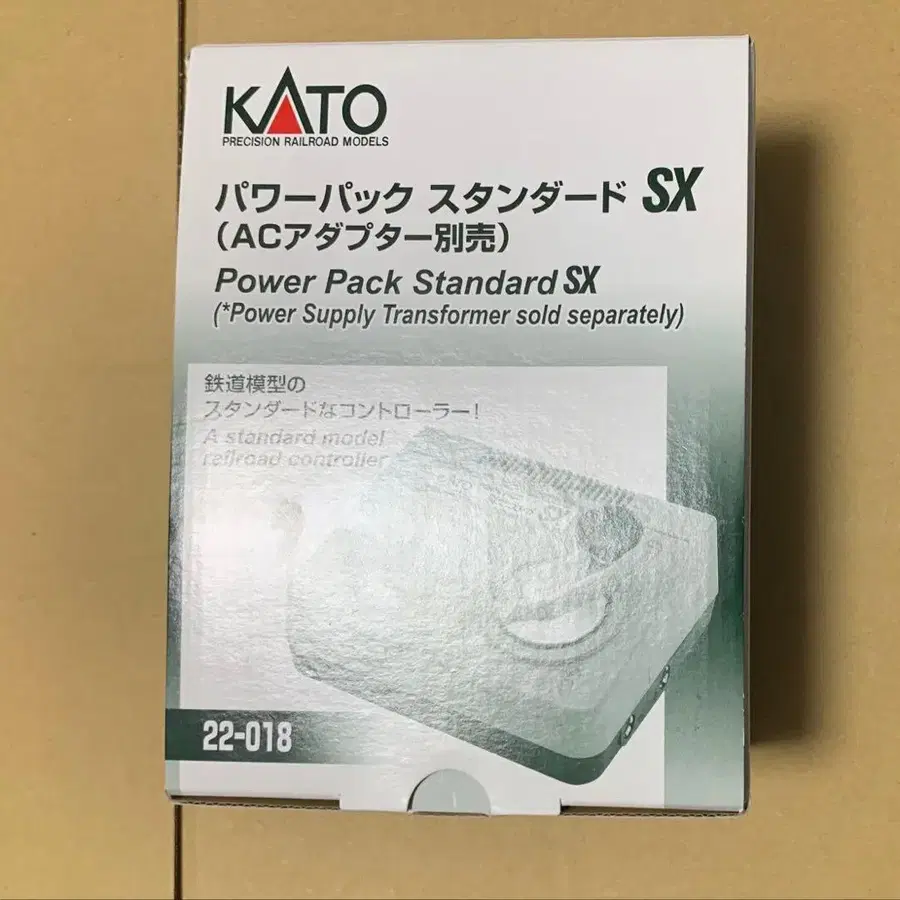 KATO
PRECISION RAILROAD MODELS
パワーパック スタンダード SX
(ACアダプター別売)
Power Pack Standard SX
(*Power Supply Transformer sold separately)
鉄道模型の
スタンダードなコントローラー!
A standard model
railroad controller
22-018